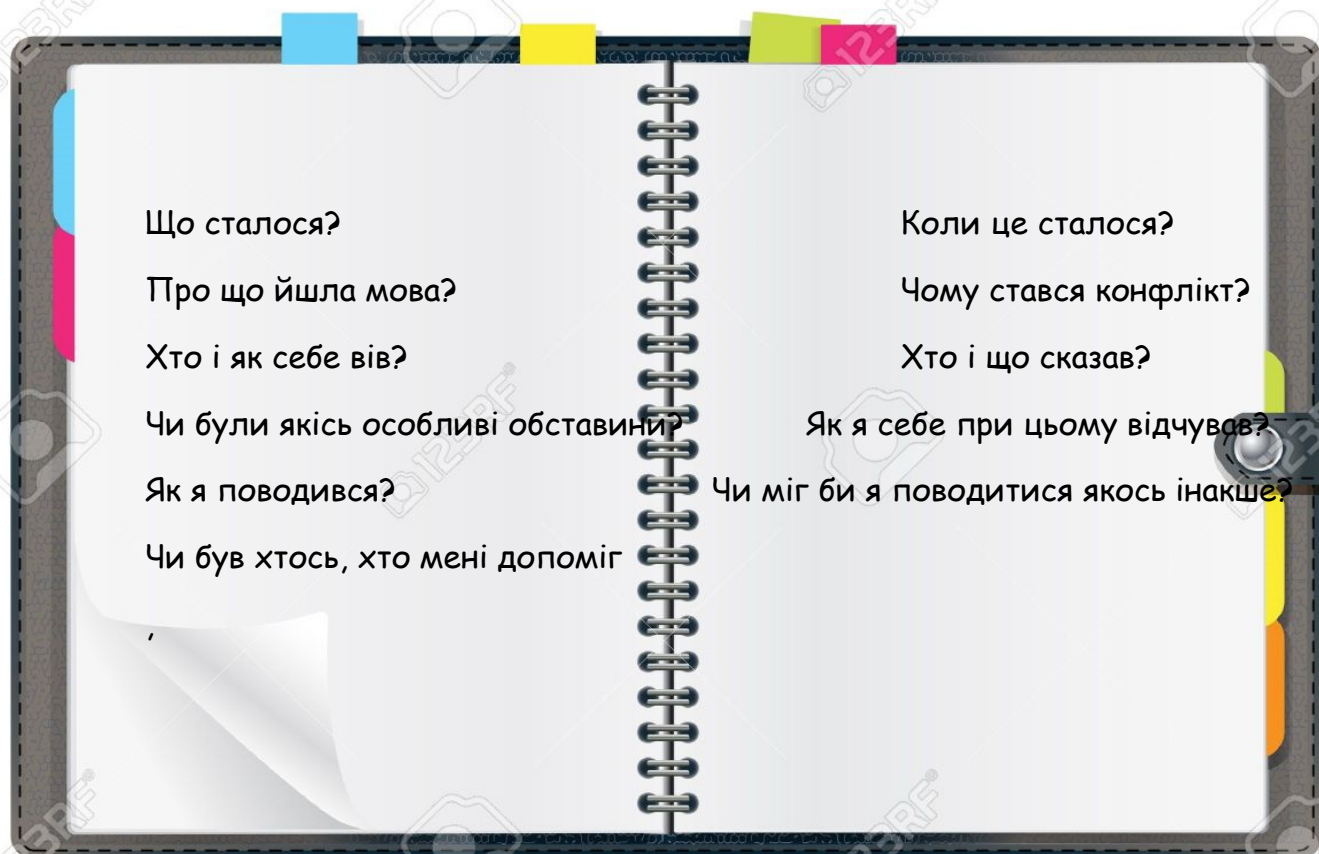 Що сталося?
Про що йшла мова?
Хто і як себе вів?
Чи були якісь особливі обставини?
Як я поводився?
Чи був хтось, хто мені допоміг
,
Коли це сталося?
Чому стався конфлікт?
Хто і що сказав?
Як я себе при цьому відчував?
Чи міг би я поводитися якось інакше?
123RF